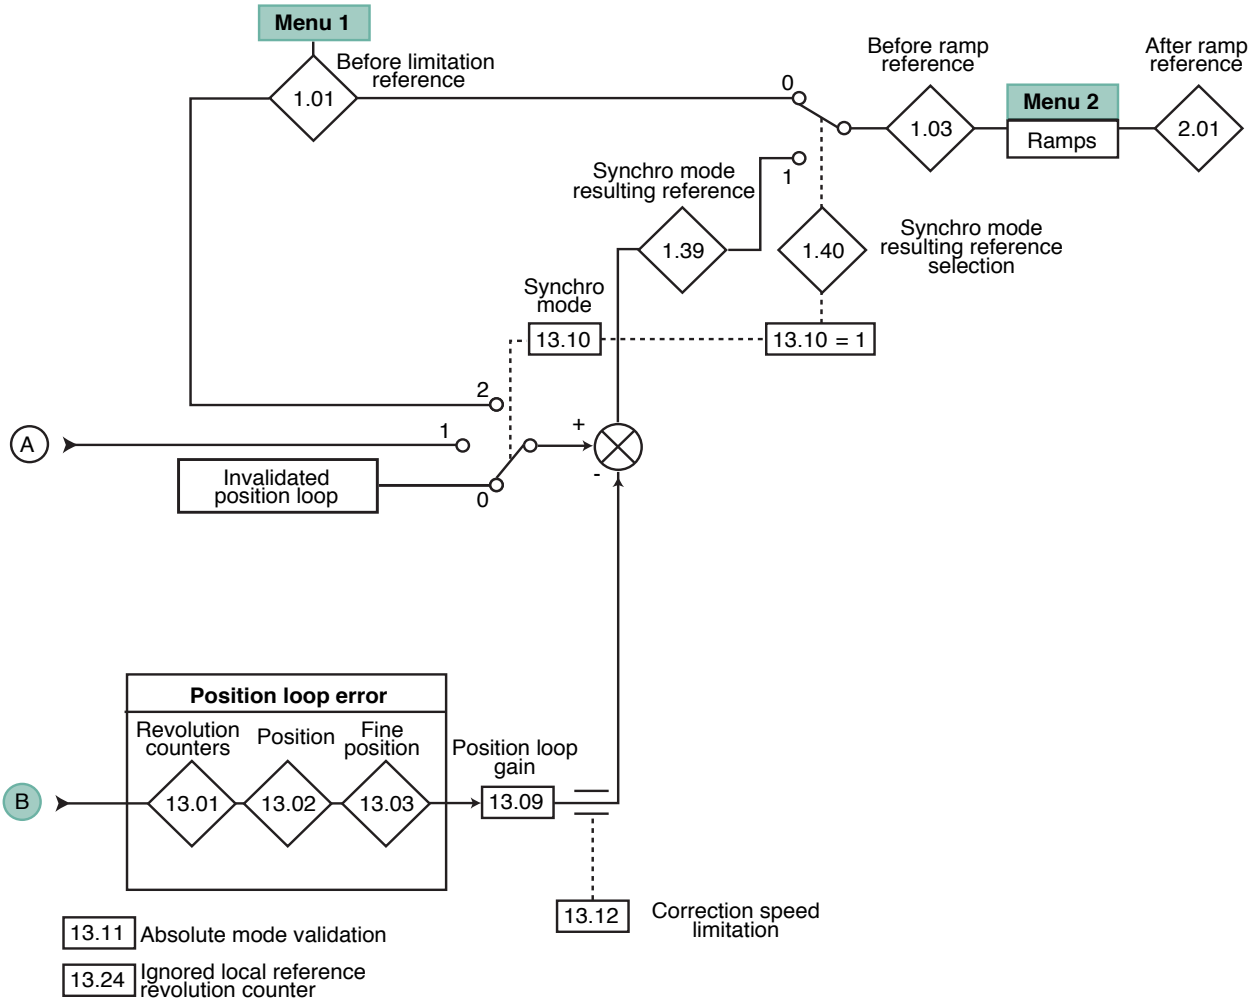 Menu 1
Before limitation
reference
1.01
0
Before ramp
reference
1.03
Menu 2
Ramps
After ramp
reference
2.01
1
Synchro mode
resulting reference
1.39
1.40
Synchro mode
resulting reference
selection
Synchro
mode
13.10
13.10 = 1
2
A
1
+
-
Invalidated
position loop
0
Position loop error
Revolution
counters
Position
Fine
position
B
13.01
13.02
13.03
Position loop
gain
13.09
13.12
Correction speed
limitation
13.11
Absolute mode validation
13.24
Ignored local reference
revolution counter